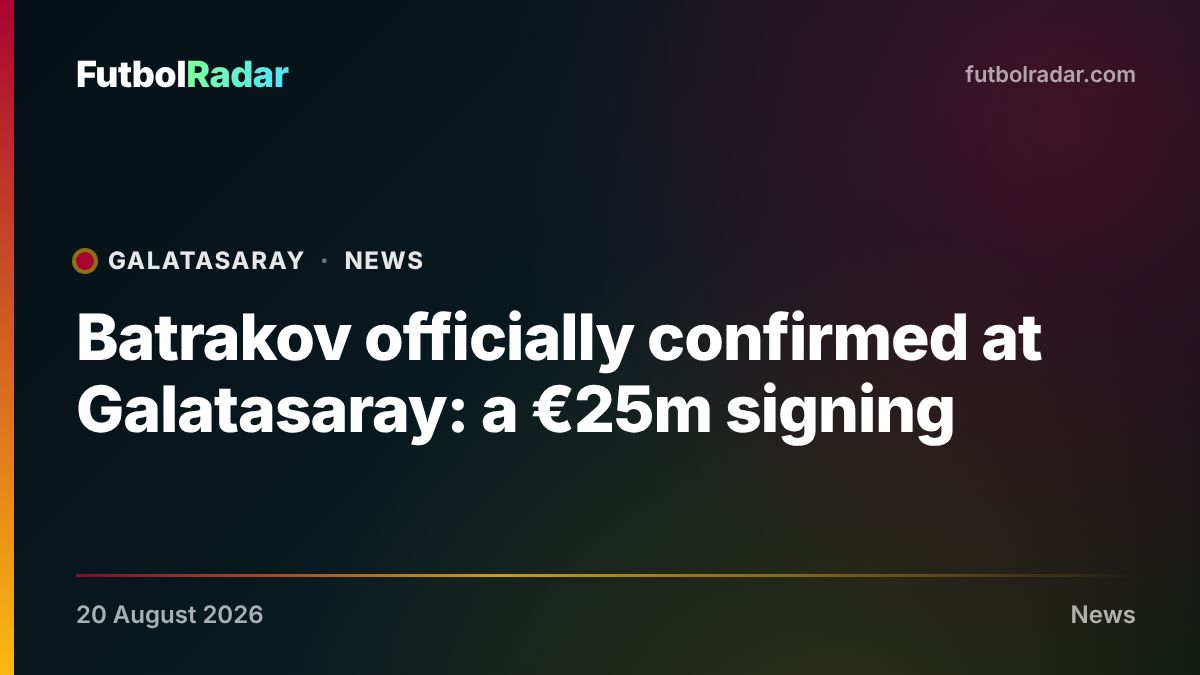 FutbolRadar
futbolradar.com
GALATASARAY · NEWS
Batrakov officially confirmed at
Galatasaray: a €25m signing
20 August 2026
News